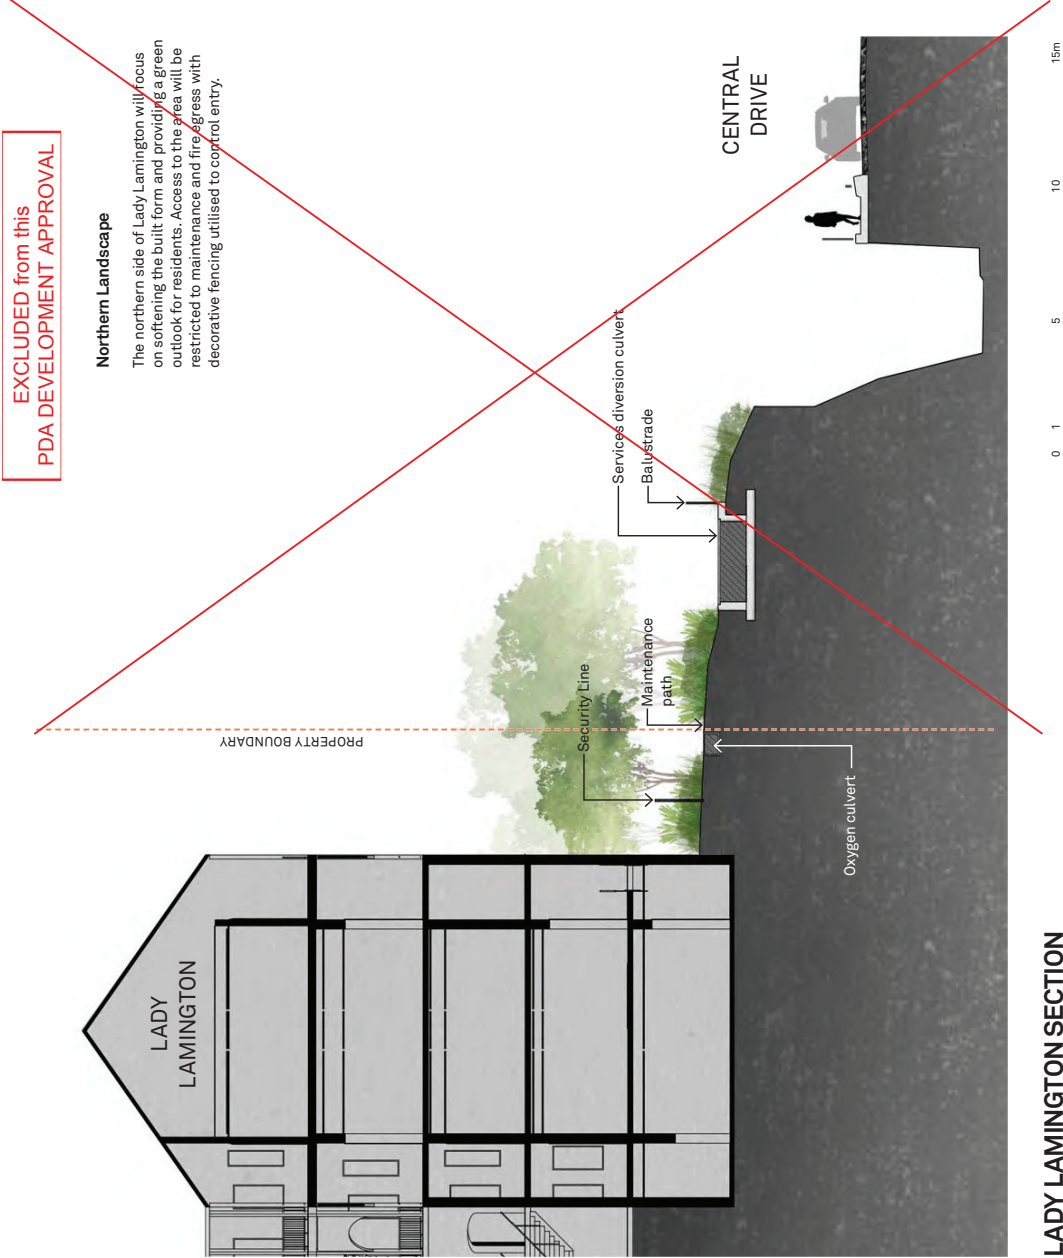 EXCLUDED from this
PDA DEVELOPMENT APPROVAL
Northern Landscape
The northern side of Lady Lamington will focus
on softening the built form and providing a green
outlook for residents. Access to the area will be
restricted to maintenance and fire egress with
decorative fencing utilised to control entry.
LADY
LAMINGTON
PROPERTY BOUNDARY
CENTRAL
DRIVE
Security Line
Maintenance
path
Services diversion culvert
Balustrade
Oxygen culvert
0 1 5 10 15m
ADY LAMINGTON SECTION